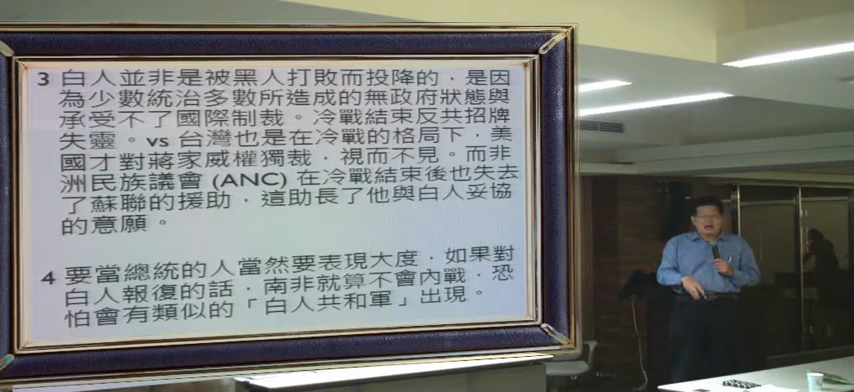 3 白人並非是被黑人打敗而投降的，是因
為少數統治多數所造成的無政府狀態與
承受不了國際制裁。冷戰結束反共招牌
失靈。vs 台灣也是在冷戰的格局下，美
國才對蔣家威權獨裁，視而不見。而非
洲民族議會 (ANC) 在冷戰結束後也失去
了蘇聯的援助，這助長了他與白人妥協
的意願。
4 要當總統的人當然要表現大度，如果對
白人報復的話，南非就算不會內戰，恐
怕會有類似的「白人共和軍」出現。